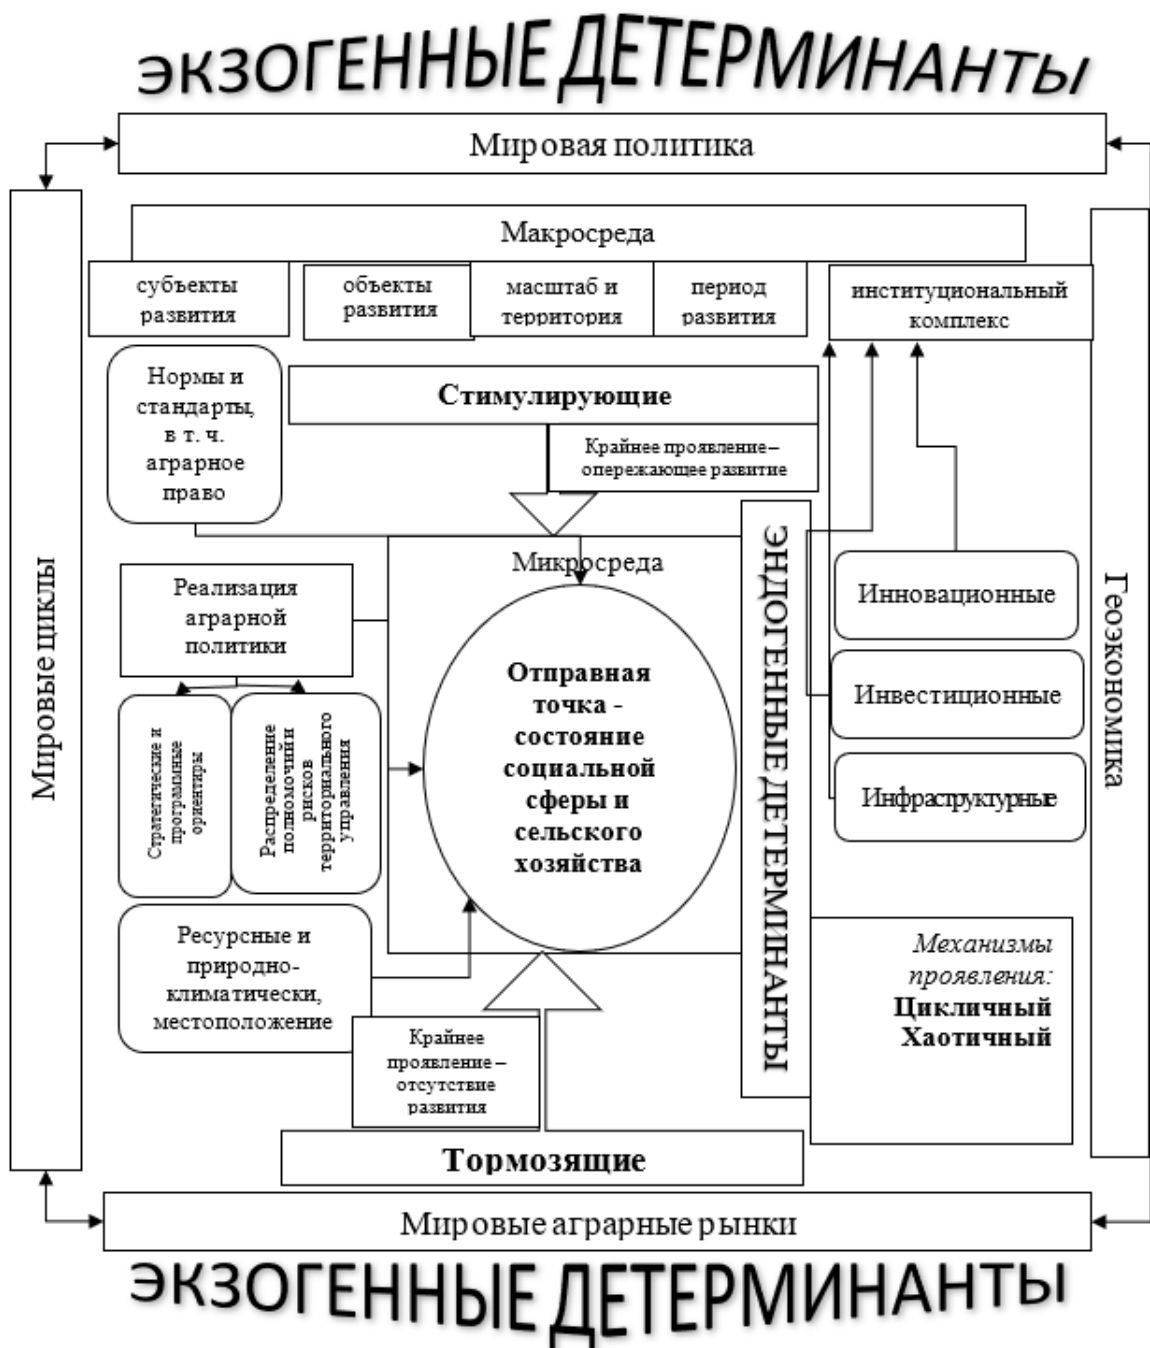 ЭКЗОГЕННЫЕ ДЕТЕРМИНАНТЫ
Мировая политика
Мировые циклы
Макросреда
субъекты
развития
объекты
развития
масштаб и
территория
период
развития
институциональный
комплекс
Нормы и
стандарты,
в т. ч.
аграрное
право
Стимулирующие
Крайнее проявление –
опережающее развитие
Микросреда
Отправная
точка -
состояние
социальной
сферы и
сельского
хозяйства
Реализация
аграрной
политики
Стратегические и
программные
ориентиры
Распределение
полномочий и
рисков
территориального
управления
Ресурсные и
природно-
климатически,
местоположение
Крайнее
проявление –
отсутствие
развития
Тормозящие
ЭНДОГЕННЫЕ ДЕТЕРМИНАНТЫ
Инновационные
Инвестиционные
Инфраструктурные
Механизмы
проявления:
Цикличный
Хаотичный
Геоэкономика
Мировые аграрные рынки
ЭКЗОГЕННЫЕ ДЕТЕРМИНАНТЫ